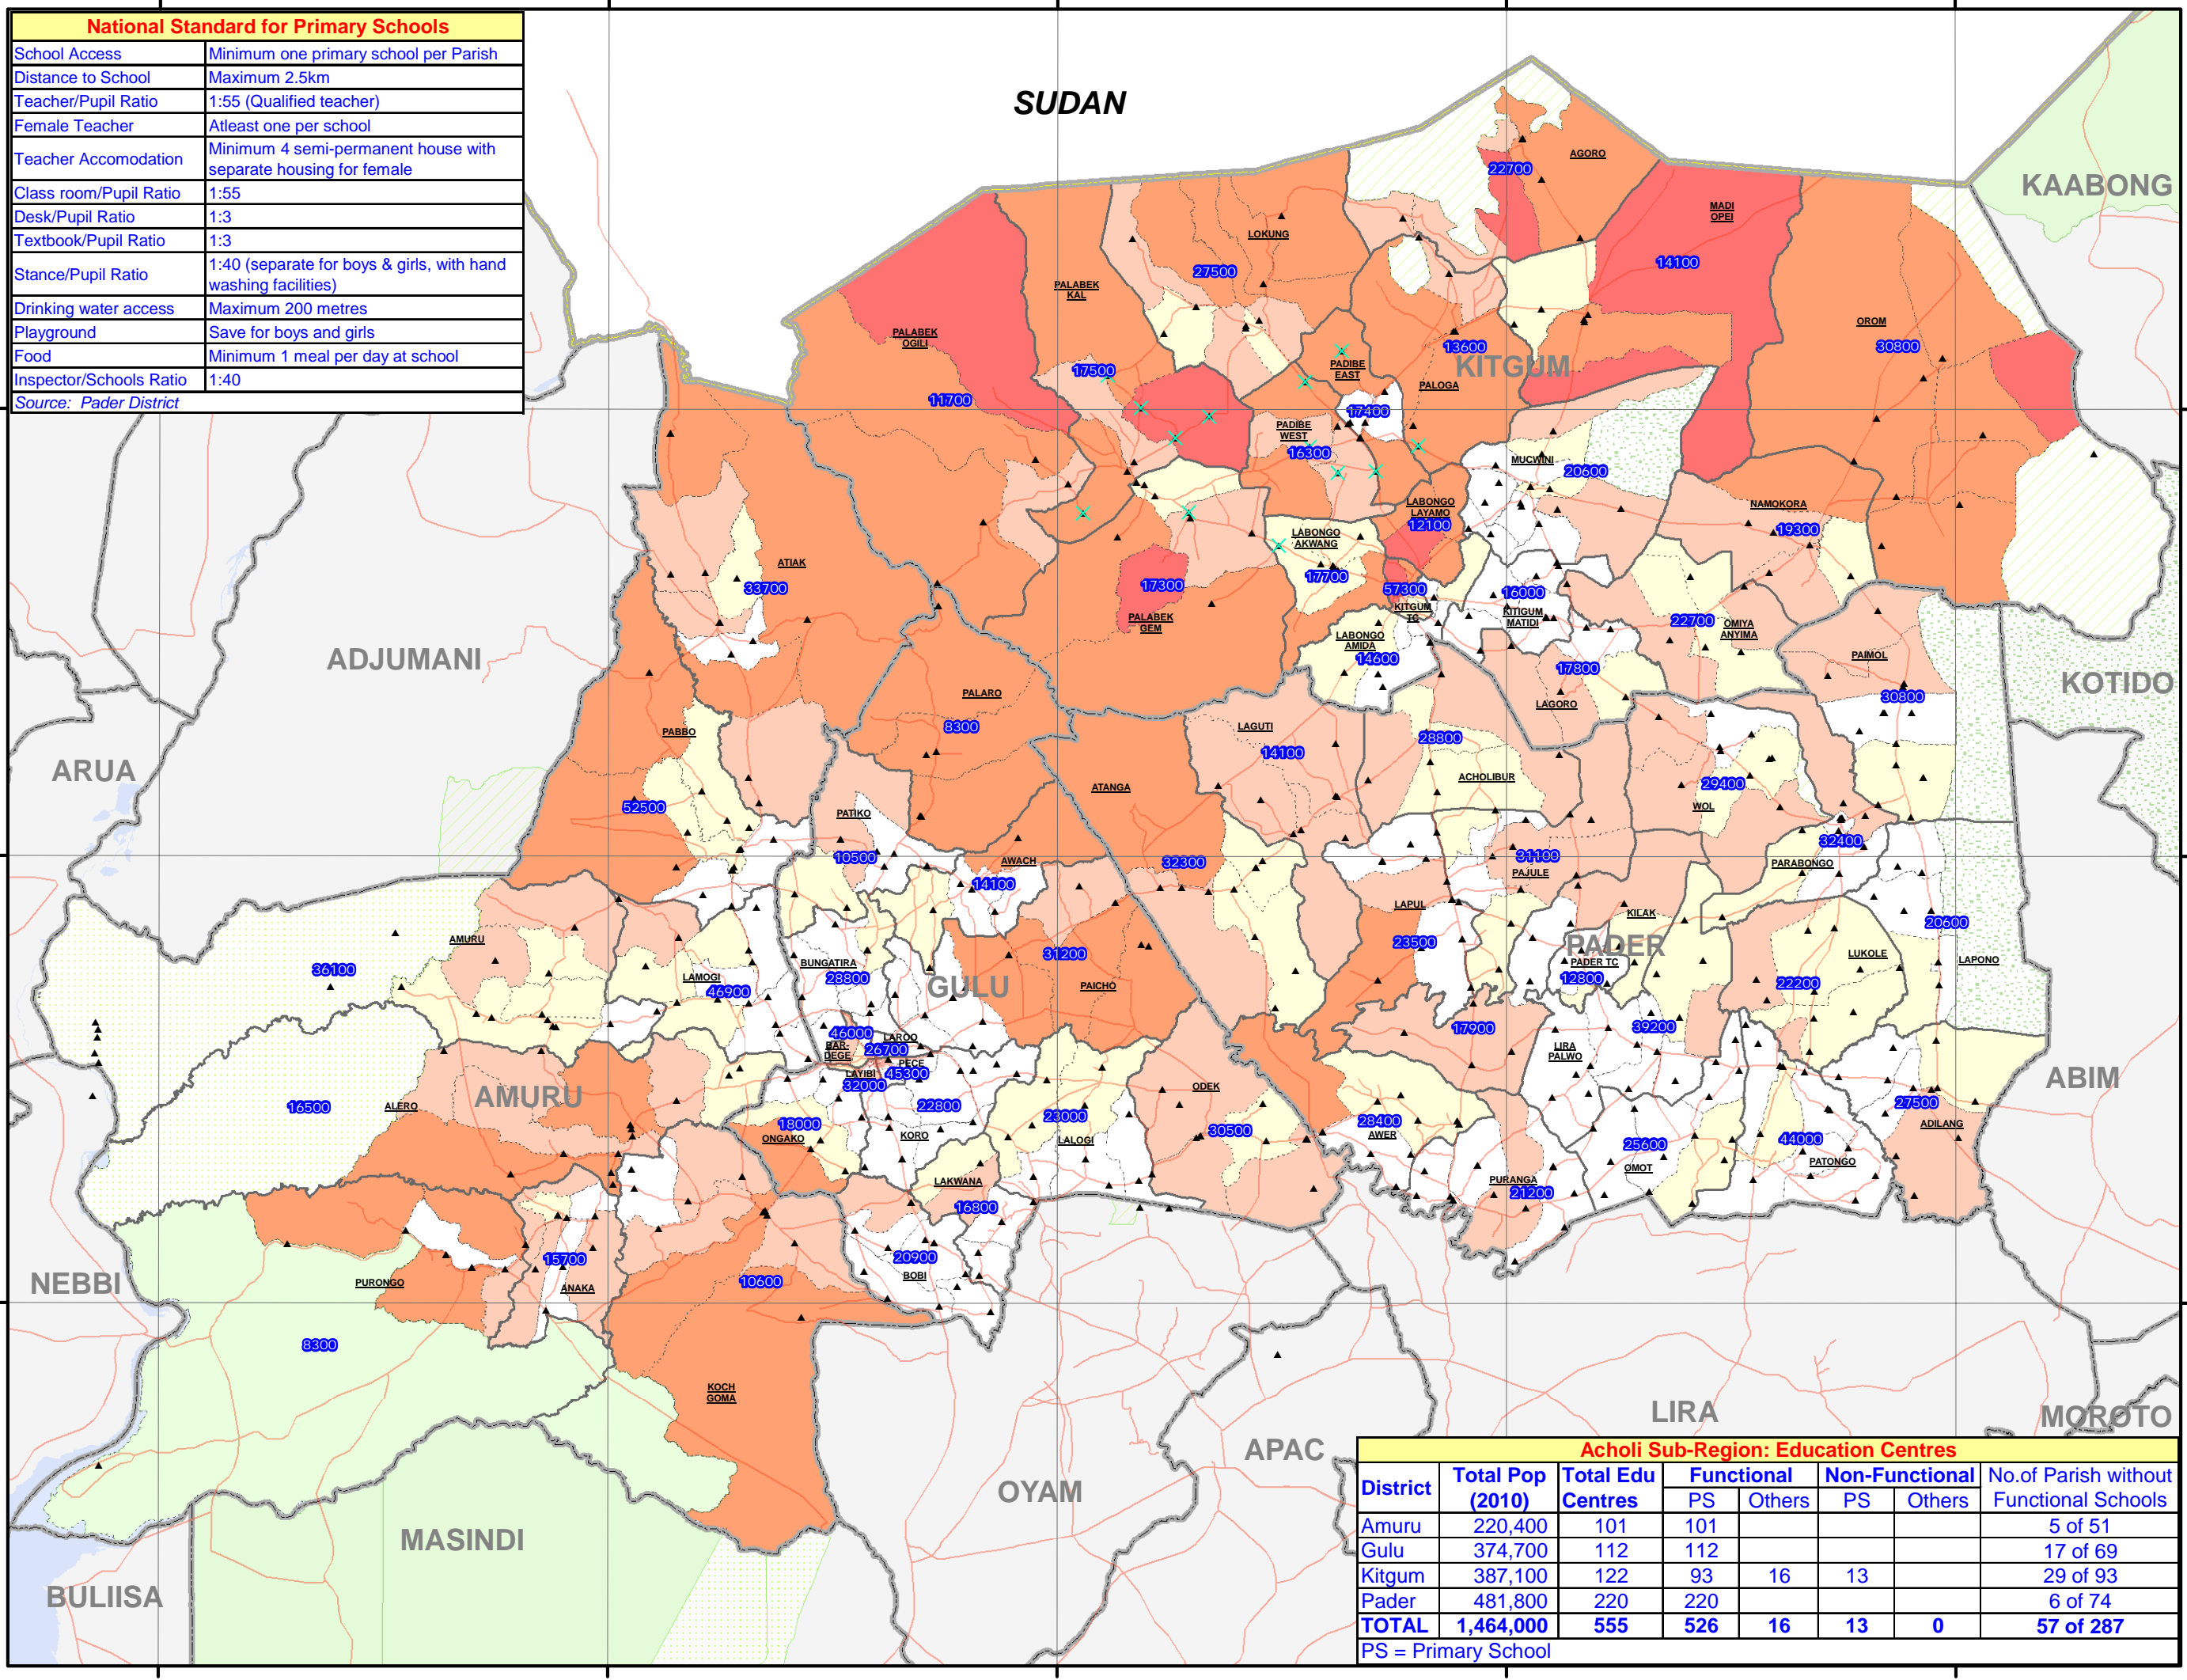 National Standard for Primary Schools
School Access Minimum one primary school per Parish
Distance to School Maximum 2.5km
Teacher/Pupil Ratio 1:55 (Qualified teacher)
Female Teacher Atleast one per school
Teacher Accomodation Minimum 4 semi-permanent house with
separate housing for female
Class room/Pupil Ratio 1:55
Desk/Pupil Ratio 1:3
Textbook/Pupil Ratio 1:3
Stance/Pupil Ratio 1:40 (separate for boys & girls, with hand
washing facilities)
Drinking water access Maximum 200 metres
Playground Save for boys and girls
Food Minimum 1 meal per day at school
Inspector/Schools Ratio 1:40
Source: Pader District
SUDAN
AGORO
22700
KAABONG
MADI
OPEI
14100
LOKUNG
27500
PALABEK
KAL
17500
PALABEK
OGILI
11700
OROM
30800
13600
KITGUM
PADIBE
EAST
PALOGA
17400
PADIBE
WEST
16300
MUCWINI
20600
LABONGO
LAYAMO
12100
NAMOKORA
19300
LABONGO
AKWANG
17700
ATIAK
33700
17300
PALABEK
GEM
57300
KITGUM
TC
16000
KITIGUM
MATIDI
22700
OMIYA
ANYIMA
LABONGO
AMIDA
14600
17800
LAGORO
PAIMOL
30800
ADJUMANI
KOTIDO
PALARO
8300
PABBO
52500
LAGUTI
14100
28800
ACHOLIBUR
ARUA
ATANGA
32300
29400
WOL
PATIKO
10500
AWACH
14100
32400
PARABONGO
31100
PAJULE
LAPUL
23500
KILAK
PADER
PADER TC
12800
20600
LAPONO
LUKOLE
22200
AMURU
36100
LAMOGI
46900
BUNGATIRA
28800
GULU
31200
PAICHO
17900
39200
LIRA
PALWO
46000
BAR-
DEGE
LAROO
26700
PECE
45300
LAYIBI
32000
ABIM
AMURU
ALERO
16500
22800
KORO
18000
ONGAKO
23000
LALOGI
ODEK
30500
28400
AWER
27500
ADILANG
25600
OMOT
44000
PATONGO
PURANGA
21200
LAKWANA
16800
20900
BOBI
NEBBI
PURONGO
8300
15700
ANAKA
10600
KOCH
GOMA
MASINDI
BULIISA
OYAM
APAC
LIRA
MOROTO
Acholi Sub-Region: Education Centres
District Total Pop (2010) Total Edu Centres Functional Non-Functional No.of Parish without Functional Schools
PS Others PS Others
Amuru 220,400 101 101 5 of 51
Gulu 374,700 112 112 17 of 69
Kitgum 387,100 122 93 16 13 29 of 93
Pader 481,800 220 220 6 of 74
TOTAL 1,464,000 555 526 16 13 0 57 of 287
PS = Primary School